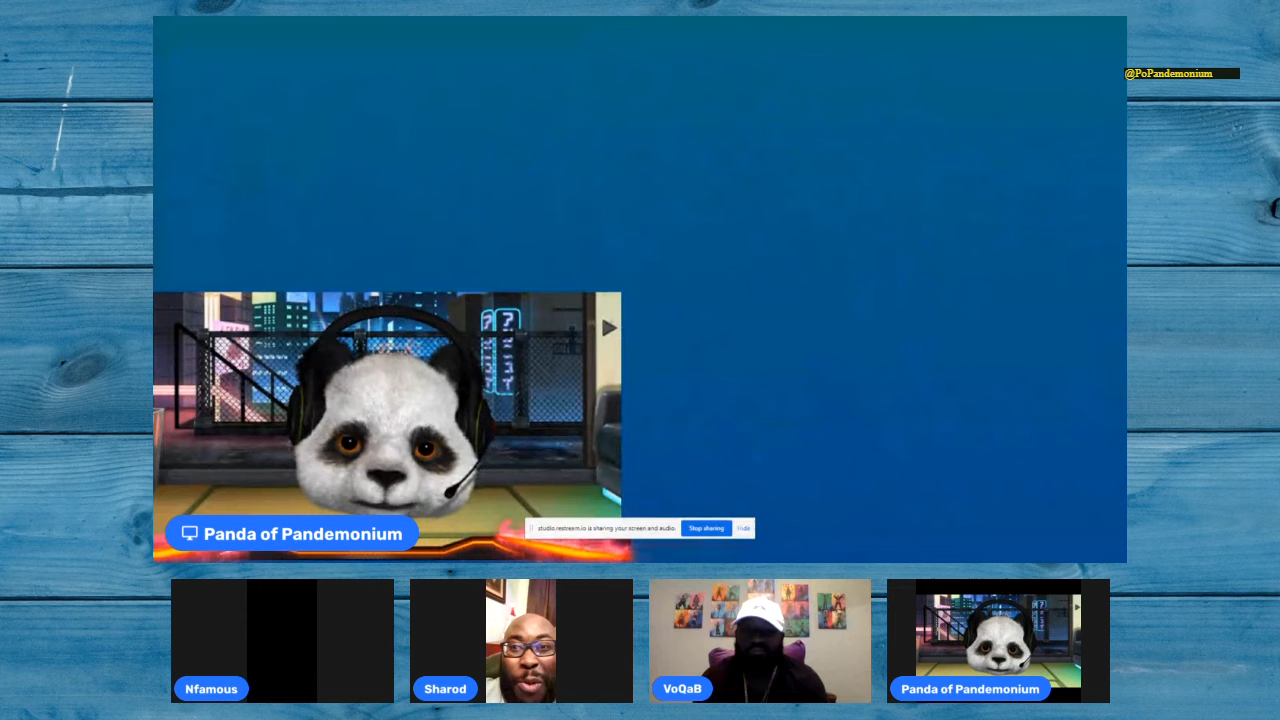 @PoPandemonium
Panda of Pandemonium
studio.restream.io is sharing your screen and audio.
Stop sharing
Hide
Nfamous
Sharod
VoQaB
Panda of Pandemonium